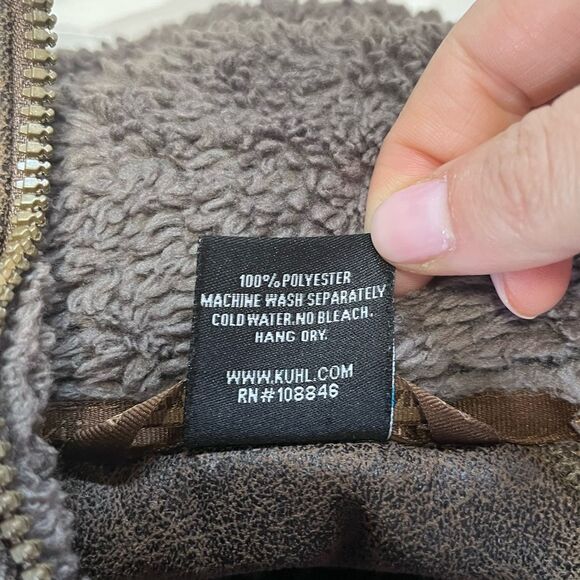 100% POLYESTER
MACHINE WASH SEPARATELY
COLD WATER. NO BLEACH.
HANG DRY.
WWW.KUHL.COM
RN#108846